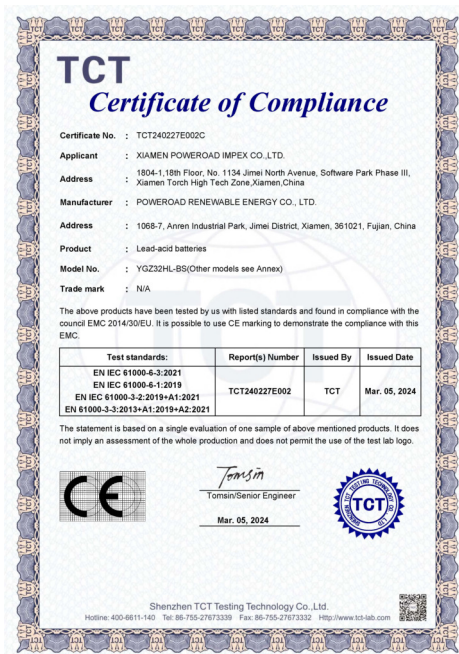 TCT
Certificate of Compliance
Certificate No. : TCT240227E002C
Applicant : XIAMEN POWEROAD IMPEX CO.,LTD.
Address : 1804-1,18th Floor, No. 1134 Jimei North Avenue, Software Park Phase III,
Xiamen Torch High Tech Zone,Xiamen,China
Manufacturer : POWEROAD RENEWABLE ENERGY CO., LTD.
Address : 1068-7, Anren Industrial Park, Jimei District, Xiamen, 361021, Fujian, China
Product : Lead-acid batteries
Model No. : YGZ32HL-BS(Other models see Annex)
Trade mark : N/A
The above products have been tested by us with listed standards and found in compliance with the
council EMC 2014/30/EU. It is possible to use CE marking to demonstrate the compliance with this
EMC.
Test standards: Report(s) Number Issued By Issued Date
EN IEC 61000-6-3:2021
EN IEC 61000-6-1:2019
EN IEC 61000-3-2:2019+A1:2021
EN 61000-3-3:2013+A1:2019+A2:2021
TCT240227E002 TCT Mar. 05, 2024
The statement is based on a single evaluation of one sample of above mentioned products. It does
not imply an assessment of the whole production and does not permit the use of the test lab logo.
CE
Tomsin
Tomsin/Senior Engineer
Mar. 05, 2024
SHENZHEN TCT TESTING TECHNOLOGY CO., LTD
TCT
Shenzhen TCT Testing Technology Co.,Ltd.
Hotline: 400-6611-140 Tel: 86-755-27673339 Fax: 86-755-27673332 Http://www.tct-lab.com